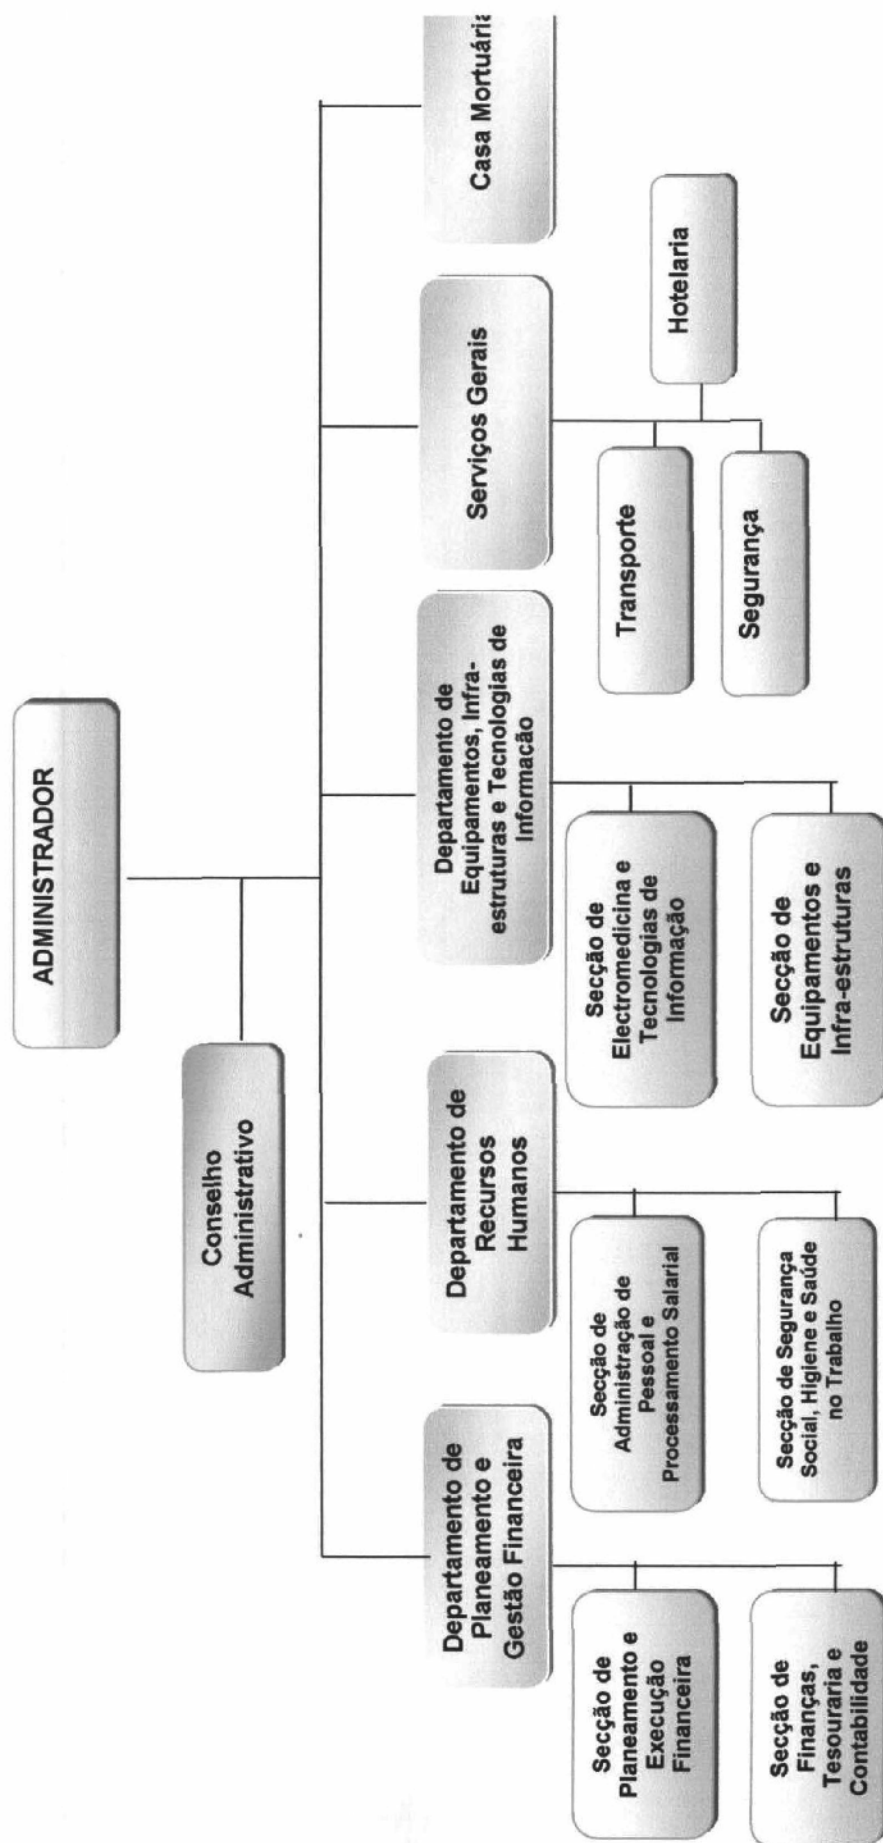 ADMINISTRADOR
Conselho
Administrativo
Departamento de
Planeamento e
Gestão Financeira
Departamento de
Recursos
Humanos
Departamento de
Equipamentos, Infra-
estruturas e Tecnologias de
Informação
Serviços Gerais
Casa Mortuária
Secção de
Planeamento e
Execução
Financeira
Secção de
Finanças,
Tesouraria e
Contabilidade
Secção de
Administração de
Pessoal e
Processamento Salarial
Secção de Segurança
Social, Higiene e Saúde
no Trabalho
Secção de
Electromedicina e
Tecnologias de
Informação
Secção de
Equipamentos e
Infra-estruturas
Transporte
Segurança
Hotelaria